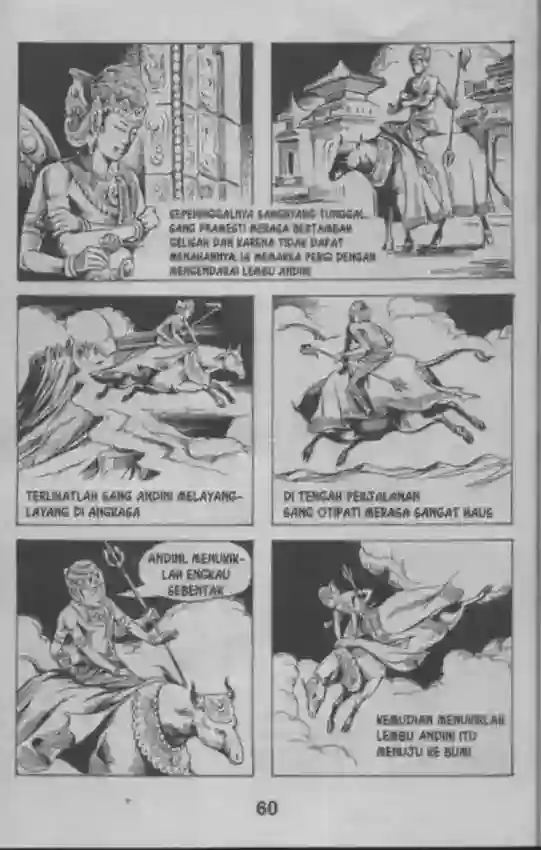 SEPENINGGALNYA SANGHYANG TUNGGAL
SANG PRAMESTI MERASA BERTAMBAH
GELISAH DAN KARENA TIDAK DAPAT
MENAHANNYA, IA MEMAKSA PERGI DENGAN
MENGENDARAI LEMBU ANDINI
TERLIHATLAH SANG ANDINI MELAYANG-
LAYANG DI ANGKASA
DI TENGAH PERJALANAN
SANG OTIPATI MERASA SANGAT HAUS
ANDINI, MENUKIK-
LAH ENGKAU
SEBENTAR
KEMUDIAN MENUKIKLAH
LEMBU ANDINI ITU
MENUJU KE BUMI
60